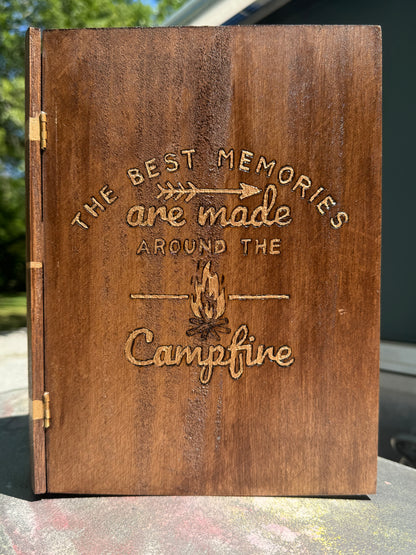 THE BEST MEMORIES
are made
AROUND THE
Campfire